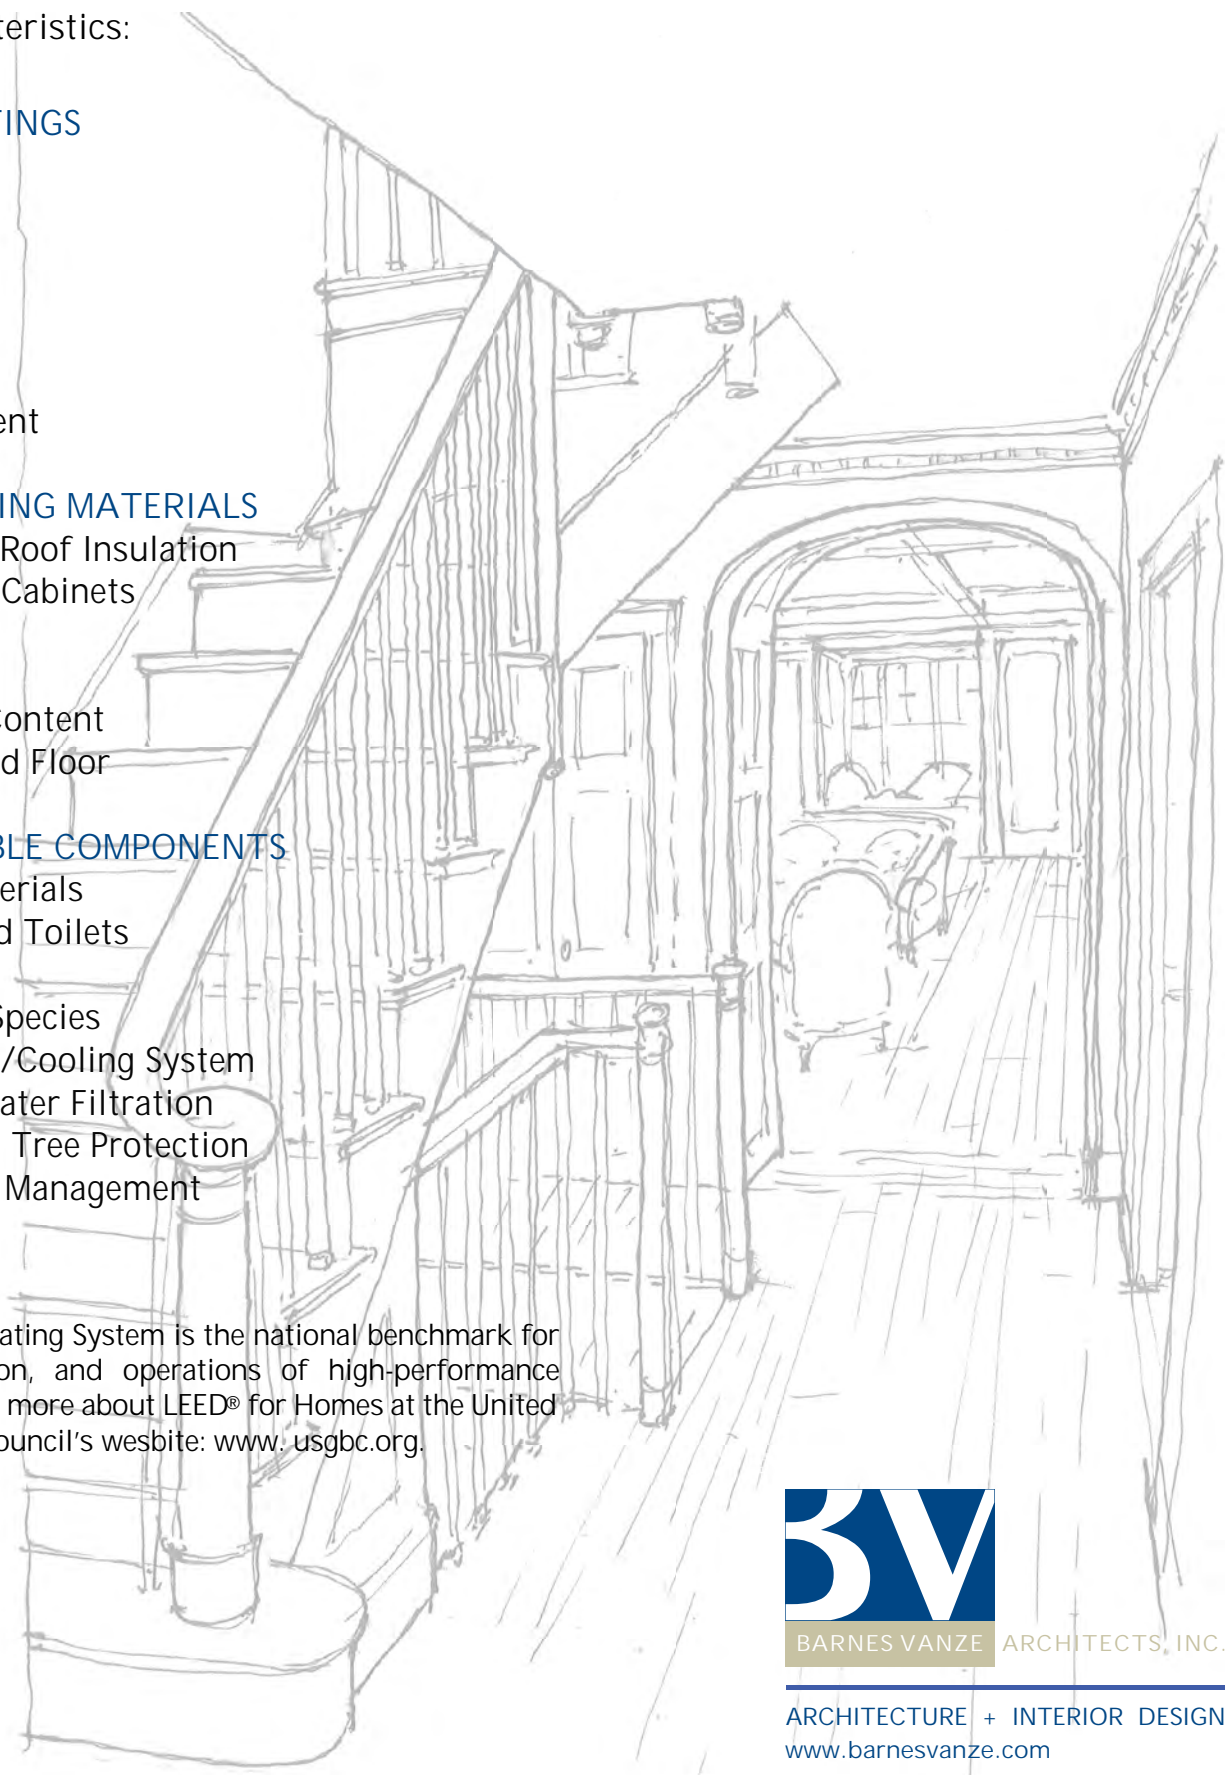 teristics:
TINGS
ent
ING MATERIALS
Roof Insulation
Cabinets
Content
d Floor
BLE COMPONENTS
erials
d Toilets
Species
/Cooling System
ater Filtration
Tree Protection
Management
ating System is the national benchmark for
on, and operations of high-performance
more about LEED® for Homes at the United
ouncil's wesbite: www. usgbc.org.
BV
BARNES VANZE ARCHITECTS, INC.
ARCHITECTURE + INTERIOR DESIGN
www.barnesvanze.com